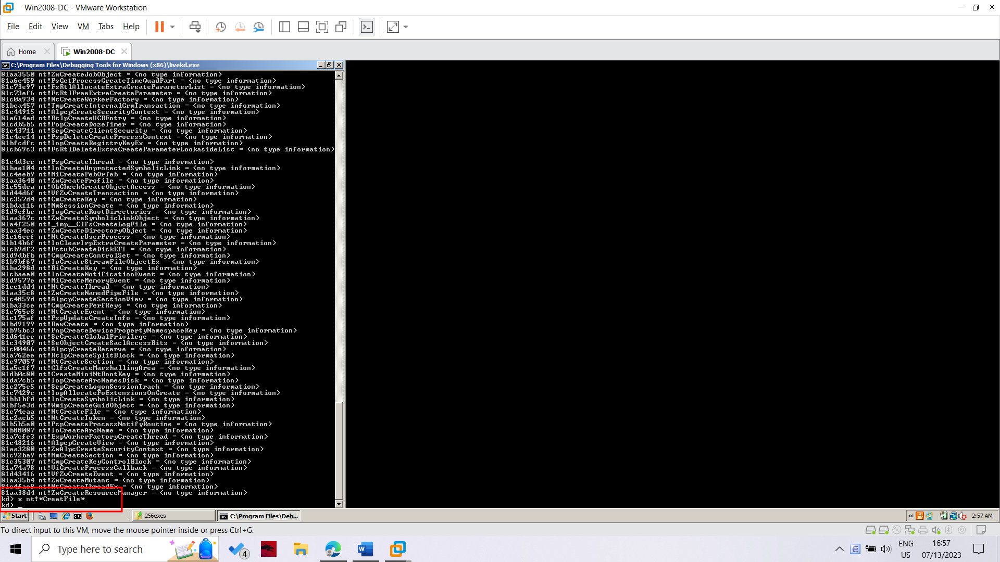 Win2008-DC - VMware Workstation
File Edit View VM Tabs Help
Home Win2008-DC
C:\Program Files\Debugging Tools for Windows (x86)\livekd.exe
81aa3550 nt!ZwCreateJobObject = <no type information>
81a6e459 nt!PsGetProcessCreateTimeQuadPart = <no type information>
81c73e97 nt!FsRtlAllocateExtraCreateParameterList = <no type information>
81c73ef6 nt!FsRtlFreeExtraCreateParameter = <no type information>
81c0a934 nt!NtCreateWorkerFactory = <no type information>
81bca457 nt!TmpCreateInternalCrmTransaction = <no type information>
81c44915 nt!AlpcpCreateSecurityContext = <no type information>
81a614ad nt!RtlpCreateUCREntry = <no type information>
81cdb5b5 nt!PopCreateDozeTimer = <no type information>
81c43711 nt!SepCreateClientSecurity = <no type information>
81c4ee14 nt!PspDeleteCreateProcessContext = <no type information>
81bfcdfc nt!IopCreateRegistryKeyEx = <no type information>
81cb69c3 nt!FsRtlDeleteExtraCreateParameterLookasideList = <no type information>
81c4d3cc nt!PspCreateThread = <no type information>
81bae104 nt!IoCreateUnprotectedSymbolicLink = <no type information>
81c4eeb9 nt!MiCreatePebOrTeb = <no type information>
81aa3640 nt!ZwCreateProfile = <no type information>
81c55dca nt!ObCheckCreateObjectAccess = <no type information>
81d44d6f nt!VfZwCreateTransaction = <no type information>
81c357d4 nt!CmCreateKey = <no type information>
81bda116 nt!MmSessionCreate = <no type information>
81d9efbc nt!IopCreateRootDirectories = <no type information>
81aa367c nt!ZwCreateSymbolicLinkObject = <no type information>
81a4f250 nt!_imp__ClfsCreateLogFile = <no type information>
81aa34ec nt!ZwCreateDirectoryObject = <no type information>
81c16ccf nt!NtCreateUserProcess = <no type information>
81b14b6f nt!IoClearIrpExtraCreateParameter = <no type information>
81cb9df2 nt!FstubCreateDiskEFI = <no type information>
81d9dbfb nt!CmpCreateControlSet = <no type information>
81b9bf67 nt!IoCreateStreamFileObjectEx = <no type information>
81ba298d nt!BiCreateKey = <no type information>
81cbaea0 nt!IoCreateNotificationEvent = <no type information>
81d9577e nt!MiCreateMemoryEvent = <no type information>
81ce1dd4 nt!NtCreateThread = <no type information>
81aa35c8 nt!ZwCreateNamedPipeFile = <no type information>
81c4859d nt!AlpcpCreateSectionView = <no type information>
81ba33ce nt!CmpCreatePerfKeys = <no type information>
81c765c8 nt!NtCreateEvent = <no type information>
81c175af nt!PspUpdateCreateInfo = <no type information>
81bd9199 nt!RawCreate = <no type information>
81b95bc3 nt!PnpCreateDevicePropertyNamespaceKey = <no type information>
81d641ec nt!SeCreateGlobalPrivilege = <no type information>
81c34907 nt!SeObjectCreateSaclAccessBits = <no type information>
81c00466 nt!AlpcpCreateReserve = <no type information>
81a762ee nt!RtlpCreateSplitBlock = <no type information>
81c97057 nt!NtCreateSection = <no type information>
81a5c1f7 nt!ClfsCreateMarshallingArea = <no type information>
81db0c80 nt!CreateMiniNtBootKey = <no type information>
81da7cb5 nt!IopCreateArcNamesDisk = <no type information>
81c275c5 nt!SepCreateLogonSessionTrack = <no type information>
81c7429c nt!IopAllocateFoExtensionsOnCreate = <no type information>
81bb1bfd nt!IoCreateSymbolicLink = <no type information>
81bf5e3d nt!WmipCreateGuidObject = <no type information>
81c74eaa nt!NtCreateFile = <no type information>
81c2acb5 nt!NtCreateToken = <no type information>
81b5b5e0 nt!PspCreateProcessNotifyRoutine = <no type information>
81b88087 nt!IoCreateArcName = <no type information>
81a7cfe3 nt!ExpWorkerFactoryCreateThread = <no type information>
81c48216 nt!AlpcpCreateView = <no type information>
81aa3280 nt!ZwAlpcCreateSecurityContext = <no type information>
81c92ba9 nt!MmCreateSection = <no type information>
81c35307 nt!CmpCreateKeyControlBlock = <no type information>
81a74a78 nt!ViCreateProcessCallback = <no type information>
81d43416 nt!VfZwCreateEvent = <no type information>
81aa35b4 nt!ZwCreateMutant = <no type information>
81c4fae8 nt!NtCreateThreadEx = <no type information>
81aa38d4 nt!ZwCreateResourceManager = <no type information>
kd> x nt!*CreatFile*
kd> _
Start 256exes C:\Program Files\Deb... « 2:57 AM
To direct input to this VM, move the mouse pointer inside or press Ctrl+G.
Type here to search 4 ENG US 16:57 07/13/2023